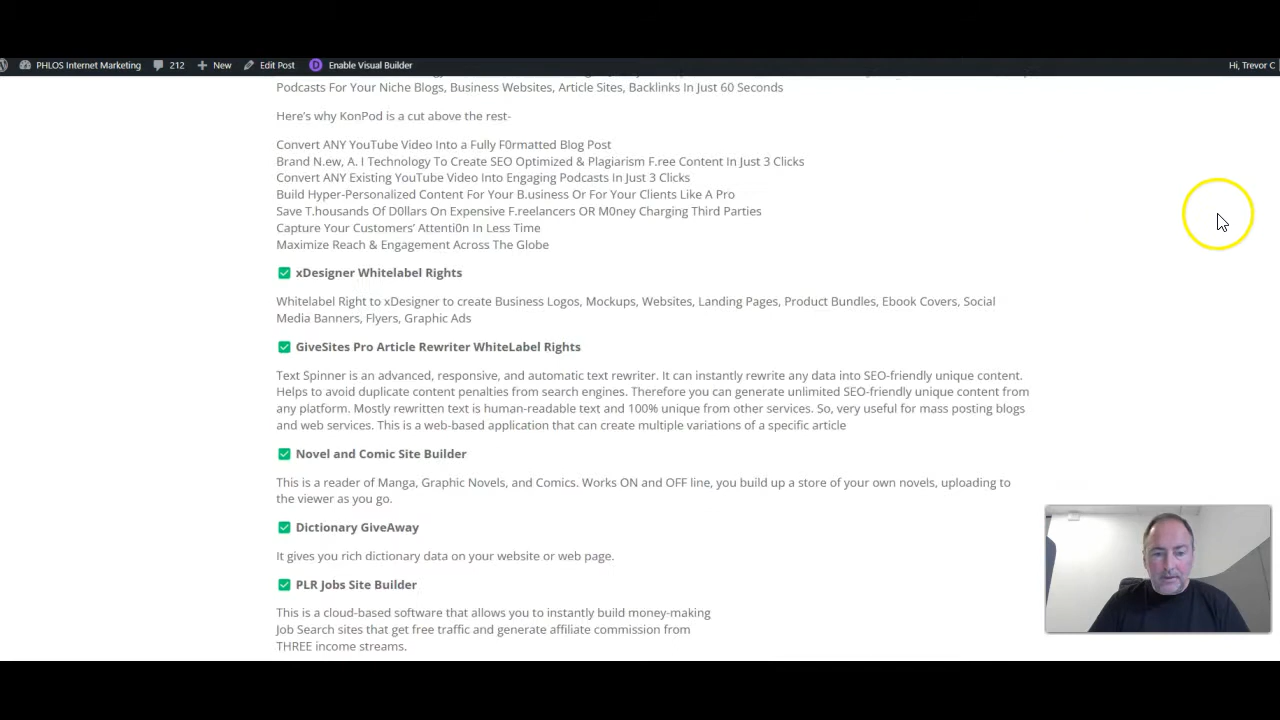 PHLOS Internet Marketing 212 New Edit Post Enable Visual Builder Hi, Trevor C
Podcasts For Your Niche Blogs, Business Websites, Article Sites, Backlinks In Just 60 Seconds
Here's why KonPod is a cut above the rest-
Convert ANY YouTube Video Into a Fully F0rmatted Blog Post
Brand N.ew, A. I Technology To Create SEO Optimized & Plagiarism F.ree Content In Just 3 Clicks
Convert ANY Existing YouTube Video Into Engaging Podcasts In Just 3 Clicks
Build Hyper-Personalized Content For Your B.usiness Or For Your Clients Like A Pro
Save T.housands Of D0llars On Expensive F.reelancers OR M0ney Charging Third Parties
Capture Your Customers' Attenti0n In Less Time
Maximize Reach & Engagement Across The Globe
xDesigner Whitelabel Rights
Whitelabel Right to xDesigner to create Business Logos, Mockups, Websites, Landing Pages, Product Bundles, Ebook Covers, Social
Media Banners, Flyers, Graphic Ads
GiveSites Pro Article Rewriter WhiteLabel Rights
Text Spinner is an advanced, responsive, and automatic text rewriter. It can instantly rewrite any data into SEO-friendly unique content.
Helps to avoid duplicate content penalties from search engines. Therefore you can generate unlimited SEO-friendly unique content from
any platform. Mostly rewritten text is human-readable text and 100% unique from other services. So, very useful for mass posting blogs
and web services. This is a web-based application that can create multiple variations of a specific article
Novel and Comic Site Builder
This is a reader of Manga, Graphic Novels, and Comics. Works ON and OFF line, you build up a store of your own novels, uploading to
the viewer as you go.
Dictionary GiveAway
It gives you rich dictionary data on your website or web page.
PLR Jobs Site Builder
This is a cloud-based software that allows you to instantly build money-making
Job Search sites that get free traffic and generate affiliate commission from
THREE income streams.